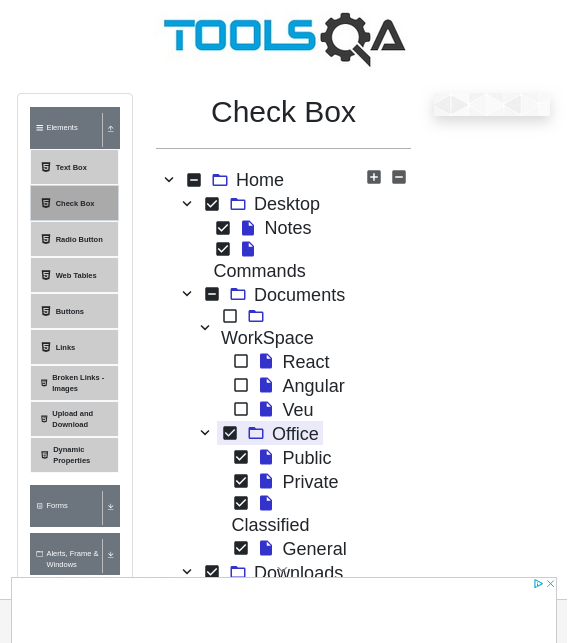 TOOLSQA
Elements
Text Box
Check Box
Radio Button
Web Tables
Buttons
Links
Broken Links -
Images
Upload and
Download
Dynamic
Properties
Forms
Alerts, Frame &
Windows
Check Box
Home
Desktop
Notes
Commands
Documents
WorkSpace
React
Angular
Veu
Office
Public
Private
Classified
General
Downloads